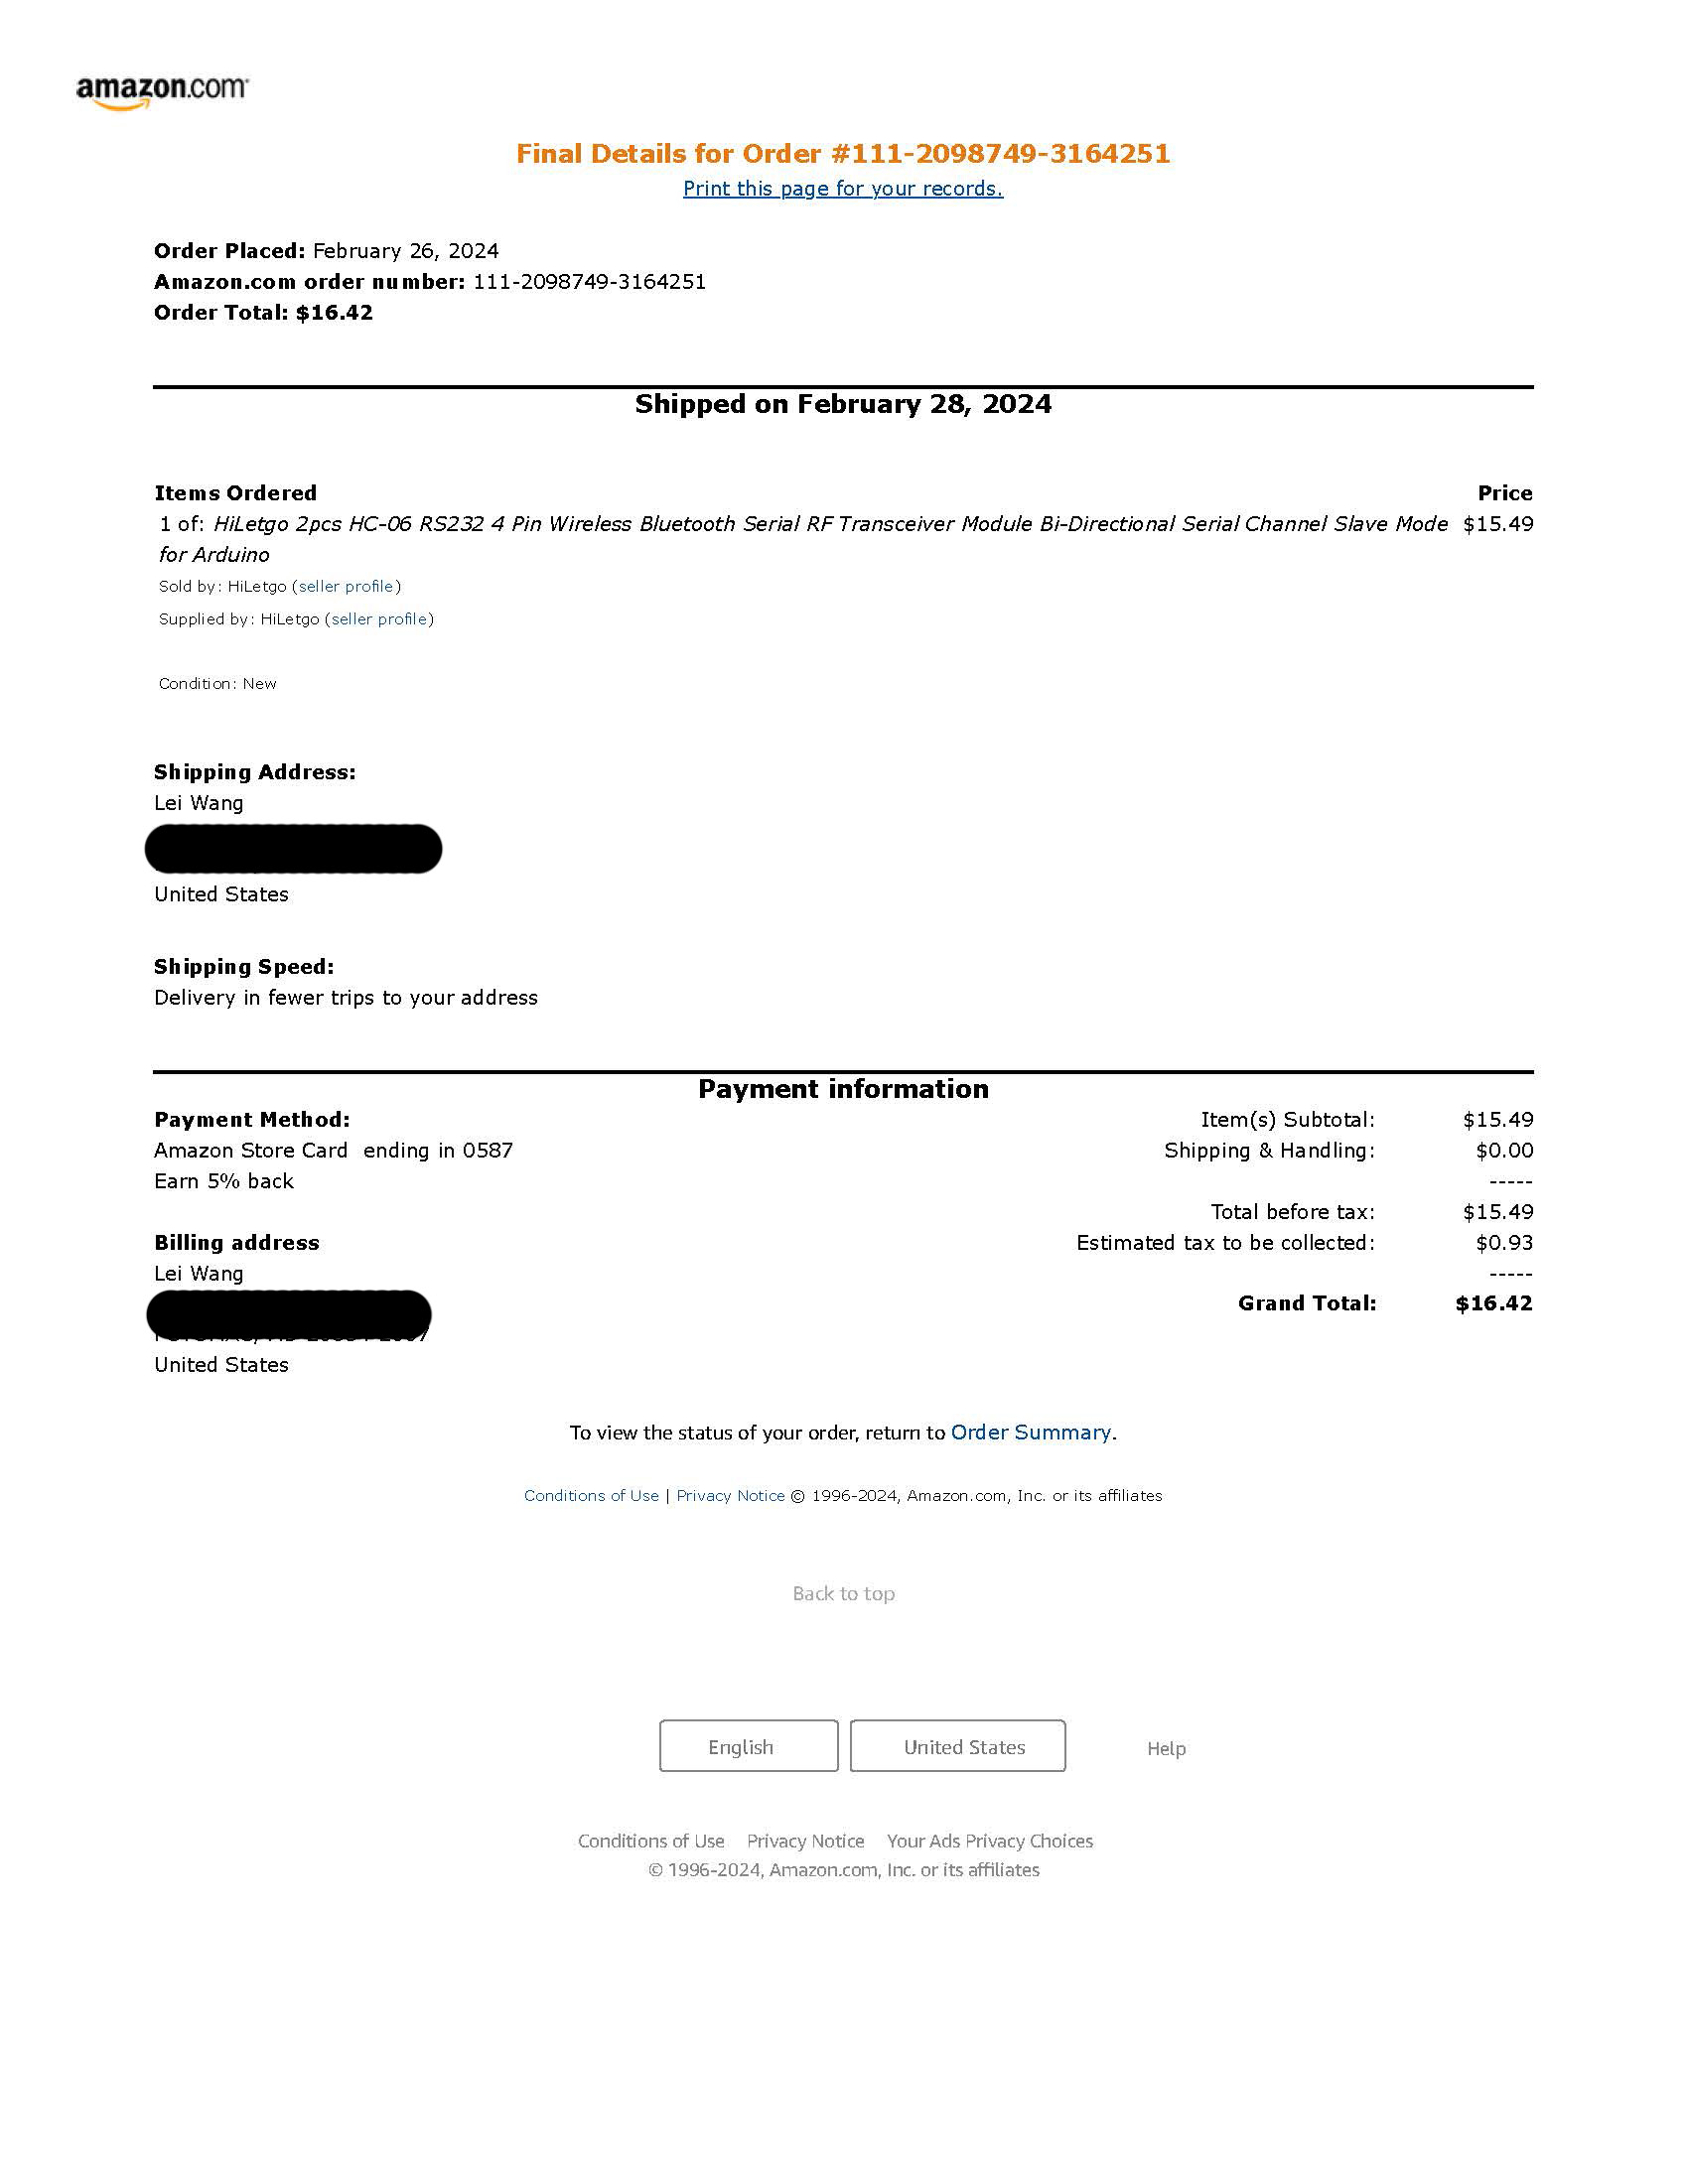 amazon.com
Final Details for Order #111-2098749-3164251
Print this page for your records.
Order Placed: February 26, 2024
Amazon.com order number: 111-2098749-3164251
Order Total: $16.42
Shipped on February 28, 2024
Items Ordered Price
1 of: HiLetgo 2pcs HC-06 RS232 4 Pin Wireless Bluetooth Serial RF Transceiver Module Bi-Directional Serial Channel Slave Mode $15.49
for Arduino
Sold by: HiLetgo (seller profile)
Supplied by: HiLetgo (seller profile)
Condition: New
Shipping Address:
Lei Wang
United States
Shipping Speed:
Delivery in fewer trips to your address
Payment information
Payment Method: Item(s) Subtotal: $15.49
Amazon Store Card ending in 0587 Shipping & Handling: $0.00
Earn 5% back -----
Total before tax: $15.49
Billing address Estimated tax to be collected: $0.93
Lei Wang -----
Grand Total: $16.42
United States
To view the status of your order, return to Order Summary.
Conditions of Use | Privacy Notice © 1996-2024, Amazon.com, Inc. or its affiliates
Back to top
English United States Help
Conditions of Use Privacy Notice Your Ads Privacy Choices
© 1996-2024, Amazon.com, Inc. or its affiliates